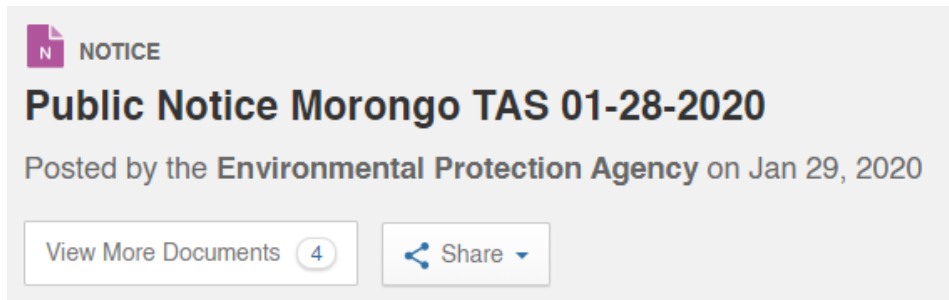 N NOTICE
Public Notice Morongo TAS 01-28-2020
Posted by the Environmental Protection Agency on Jan 29, 2020
View More Documents 4 Share